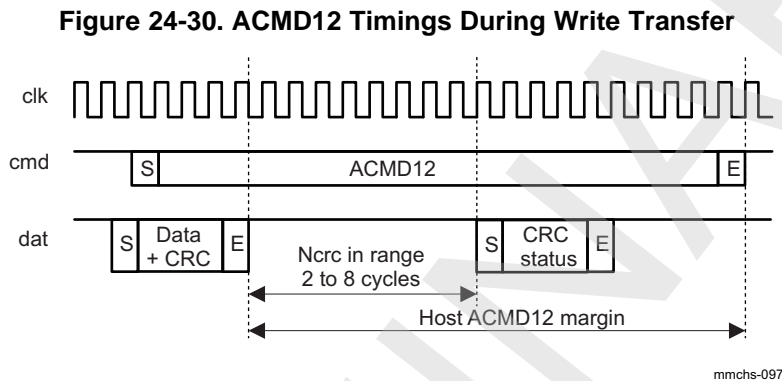 Figure 24-30. ACMD12 Timings During Write Transfer
clk
cmd
S
ACMD12
E
dat
S
Data
+ CRC
E
Ncrc in range
2 to 8 cycles
S
CRC
status
E
Host ACMD12 margin
mmchs-097